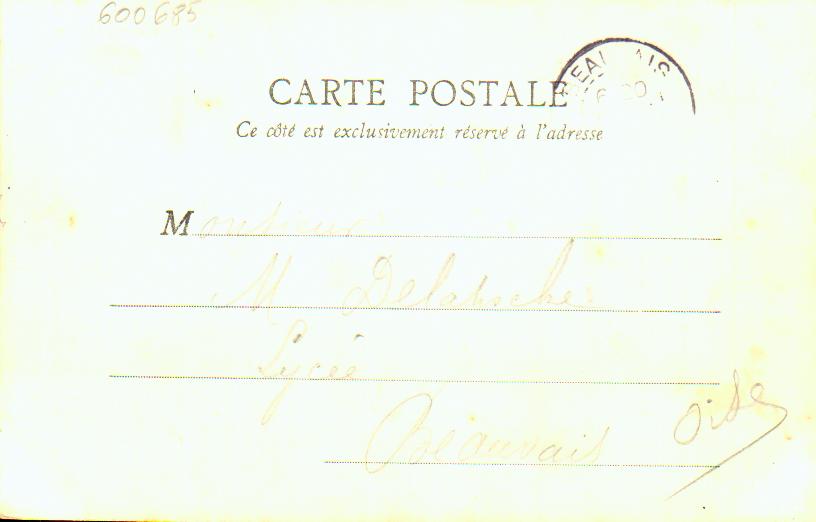 600685
CARTE POSTALE
Ce côté est exclusivement réservé à l'adresse
Monsieur
M Delaroche
Lycée
Beauvais
Oise